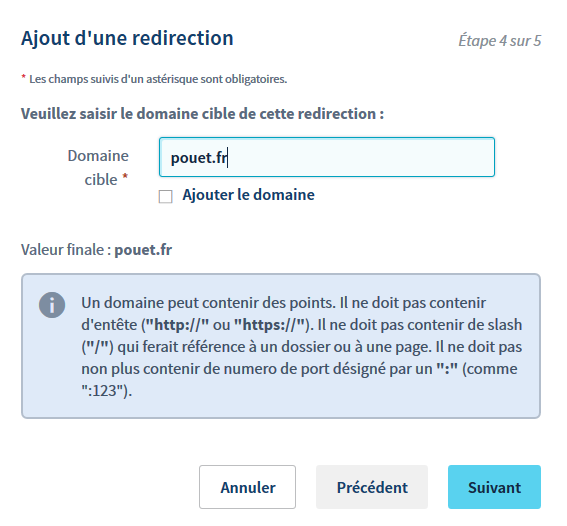 Ajout d'une redirection
Étape 4 sur 5
* Les champs suivis d'un astérisque sont obligatoires.
Veuillez saisir le domaine cible de cette redirection :
Domaine
cible *
pouet.fr
Ajouter le domaine
Valeur finale : pouet.fr
Un domaine peut contenir des points. Il ne doit pas contenir
d'entête ("http://" ou "https://"). Il ne doit pas contenir de slash
("/") qui ferait référence à un dossier ou à une page. Il ne doit pas
non plus contenir de numero de port désigné par un ":" (comme
":123").
Annuler
Précédent
Suivant